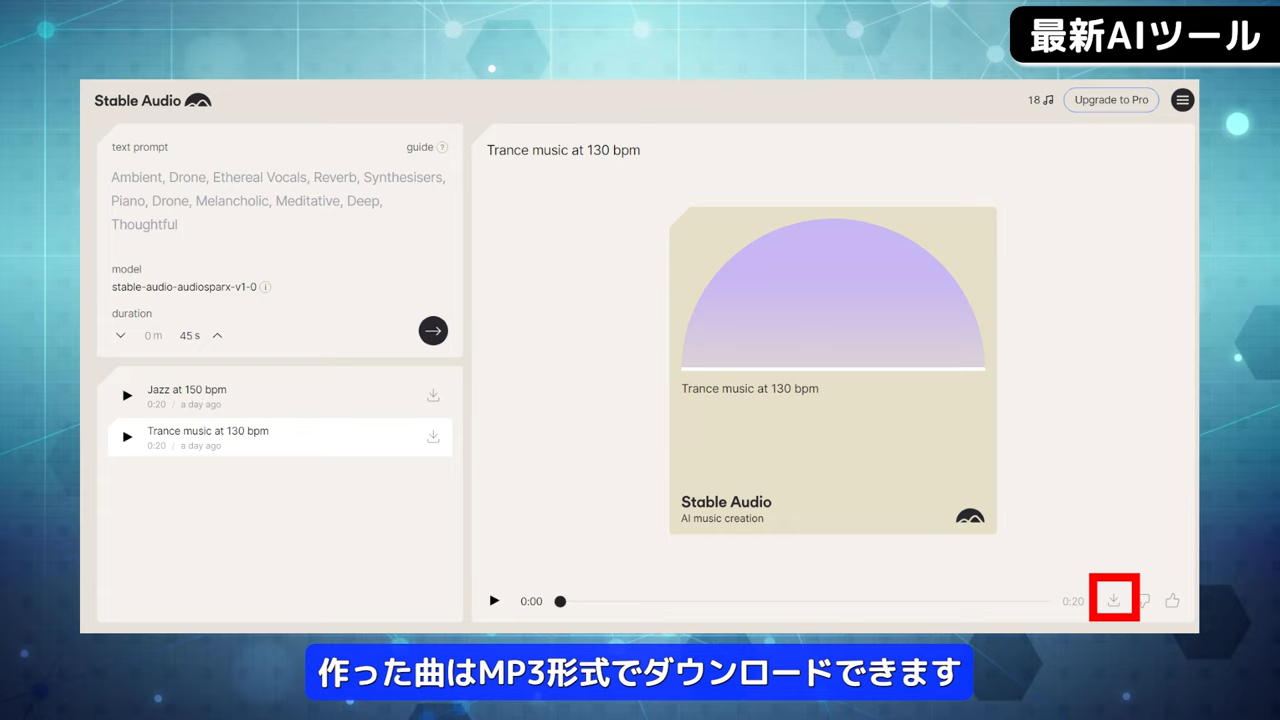 最新AIツール
Stable Audio
18
Upgrade to Pro
text prompt
guide ?
Ambient, Drone, Ethereal Vocals, Reverb, Synthesisers,
Piano, Drone, Melancholic, Meditative, Deep,
Thoughtful
model
stable-audio-audiosparx-v1-0 i
duration
0 m 45 s
Jazz at 150 bpm
0:20 / a day ago
Trance music at 130 bpm
0:20 / a day ago
Trance music at 130 bpm
Trance music at 130 bpm
Stable Audio
AI music creation
0:00
0:20
作った曲はMP3形式でダウンロードできます